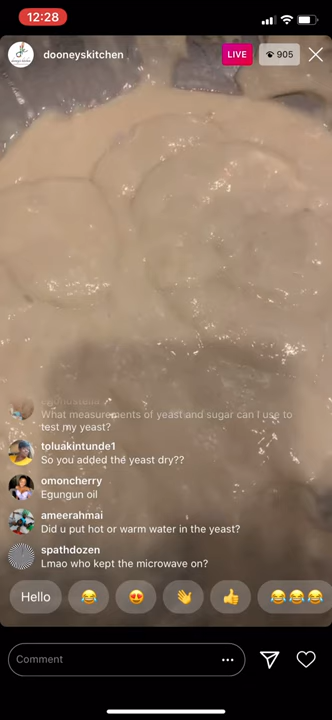 12:28
dooneyskitchen
LIVE
905
What measurements of yeast and sugar can I use to
test my yeast?
toluakintunde1
So you added the yeast dry??
omoncherry
Egungun oil
ameerahmai
Did u put hot or warm water in the yeast?
spathdozen
Lmao who kept the microwave on?
Hello
Comment